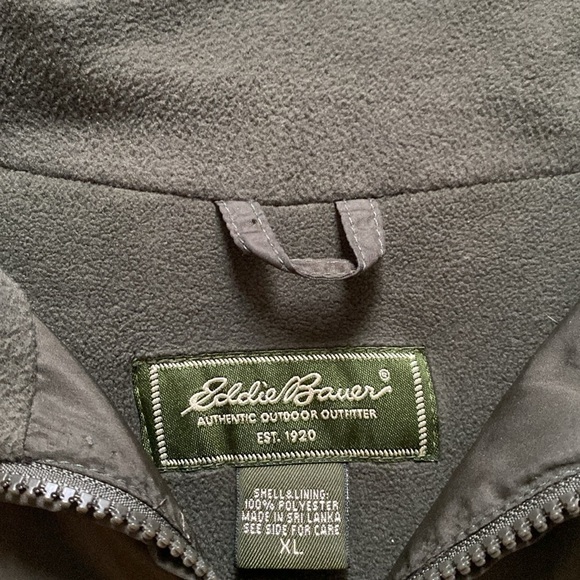 Eddie Bauer®
AUTHENTIC OUTDOOR OUTFITTER
EST. 1920
SHELL & LINING:
100% POLYESTER
MADE IN SRI LANKA
SEE SIDE FOR CARE
XL